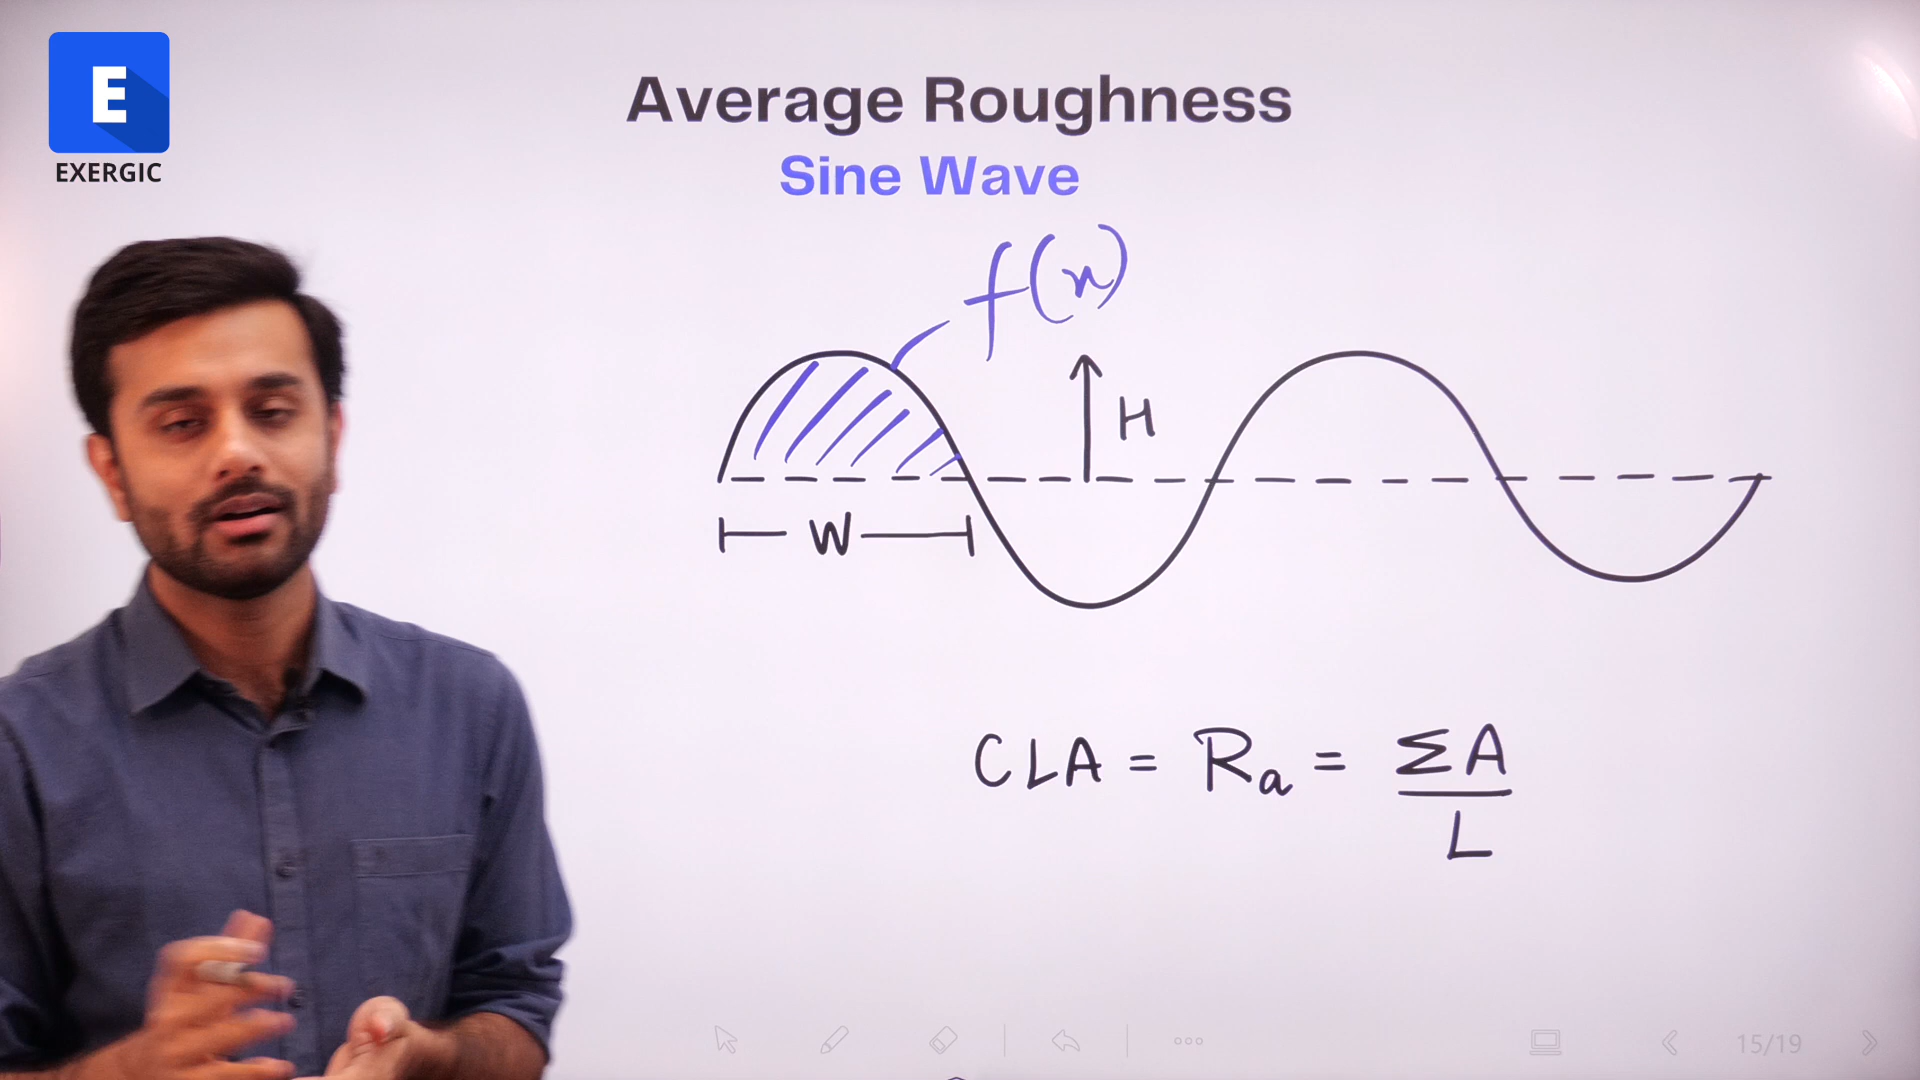 E
EXERGIC
Average Roughness
Sine Wave
f(x)
H
W
CLA = Ra = ΣA / L
15/19